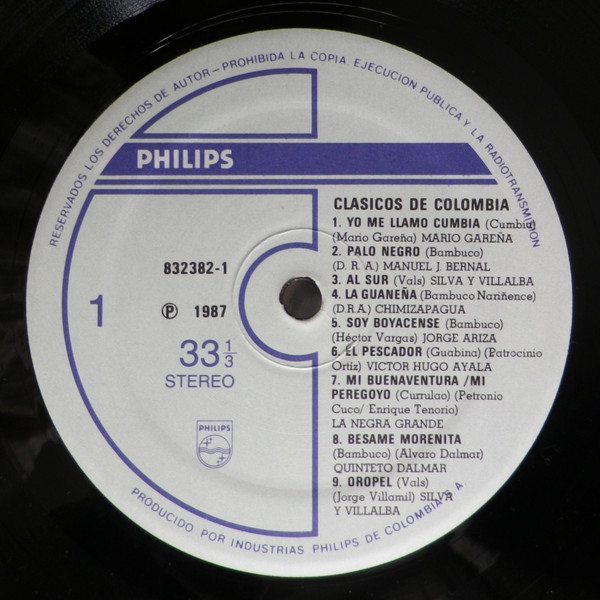 RESERVADOS LOS DERECHOS DE AUTOR - PROHIBIDA LA COPIA EJECUCION PUBLICA Y LA RADIOTRANSMISION
PHILIPS
CLASICOS DE COLOMBIA
1. YO ME LLAMO CUMBIA (Cumbia)
(Mario Gareña) MARIO GAREÑA
2. PALO NEGRO (Bambuco)
(D. R. A.) MANUEL J. BERNAL
3. AL SUR (Vals) SILVA Y VILLALBA
4. LA GUANEÑA (Bambuco Nariñence)
(D.R.A.) CHIMIZAPAGUA
5. SOY BOYACENSE (Bambuco)
(Héctor Vargas) JORGE ARIZA
6. EL PESCADOR (Guabina) (Patrocinio
Ortíz) VICTOR HUGO AYALA
7. MI BUENAVENTURA /MI
PEREGOYO (Currulao) (Petronio
Cuco/ Enrique Tenorio)
LA NEGRA GRANDE
8. BESAME MORENITA
(Bambuco) (Alvaro Dalmar)
QUINTETO DALMAR
9. OROPEL (Vals)
(Jorge Villamil) SILVA
Y VILLALBA
832382-1
1
Ⓟ 1987
33 1/3
STEREO
PHILIPS
PRODUCIDO POR INDUSTRIAS PHILIPS DE COLOMBIA S. A.